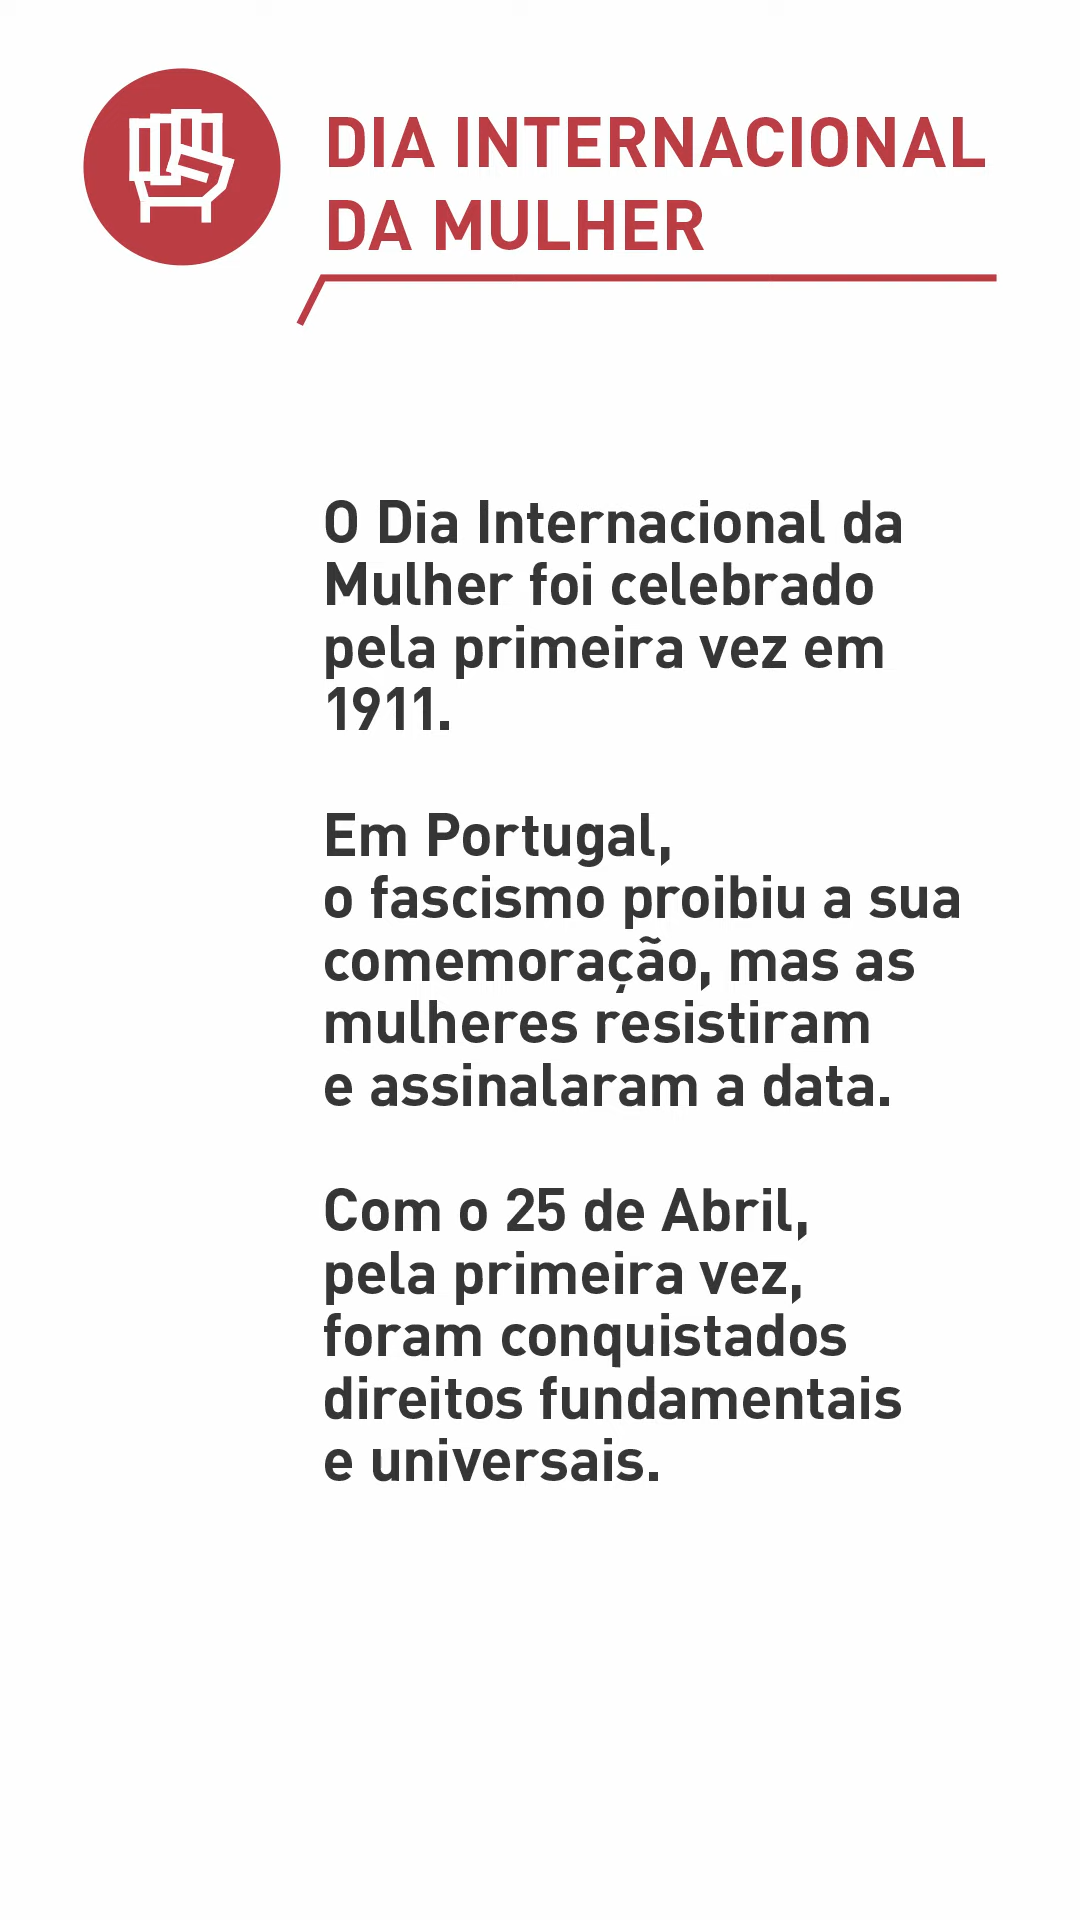 DIA INTERNACIONAL
DA MULHER
O Dia Internacional da
Mulher foi celebrado
pela primeira vez em
1911.
Em Portugal,
o fascismo proibiu a sua
comemoração, mas as
mulheres resistiram
e assinalaram a data.
Com o 25 de Abril,
pela primeira vez,
foram conquistados
direitos fundamentais
e universais.